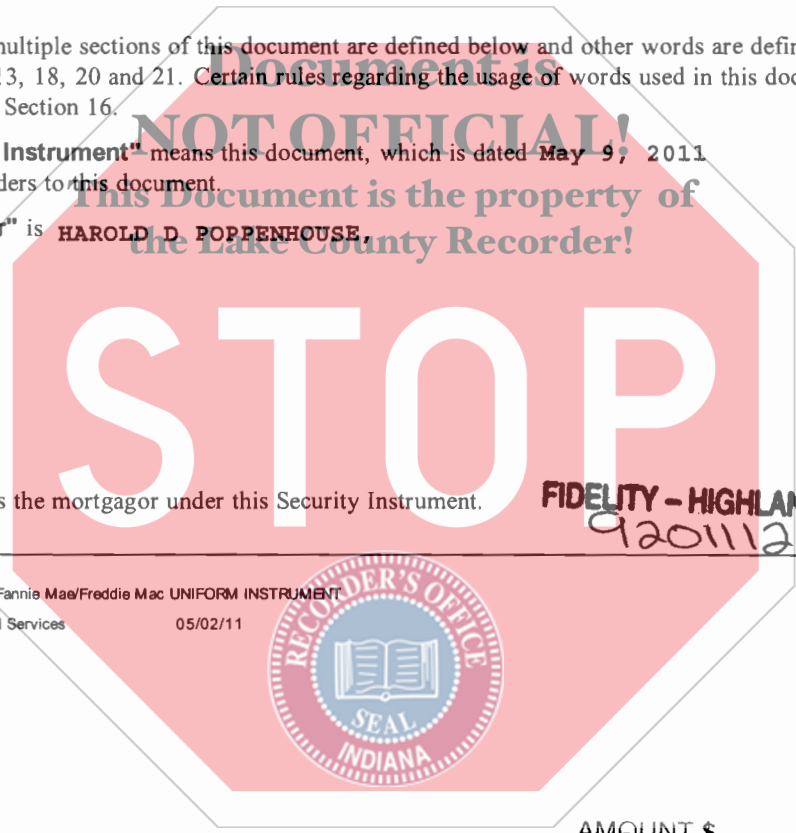 multiple sections of this document are defined below and other words are defin
13, 18, 20 and 21. Certain rules regarding the usage of words used in this doc
Section 16.
Document is
NOT OFFICIAL!
This Document is the property of
the Lake County Recorder!
Instrument" means this document, which is dated May 9, 2011
ders to this document.
r" is HAROLD D POPPENHOUSE,
STOP
s the mortgagor under this Security Instrument.
FIDELITY - HIGHLAN
9201112
Fannie Mae/Freddie Mac UNIFORM INSTRUMENT
l Services 05/02/11
RECORDER'S OFFICE
SEAL
INDIANA
AMOUNT $